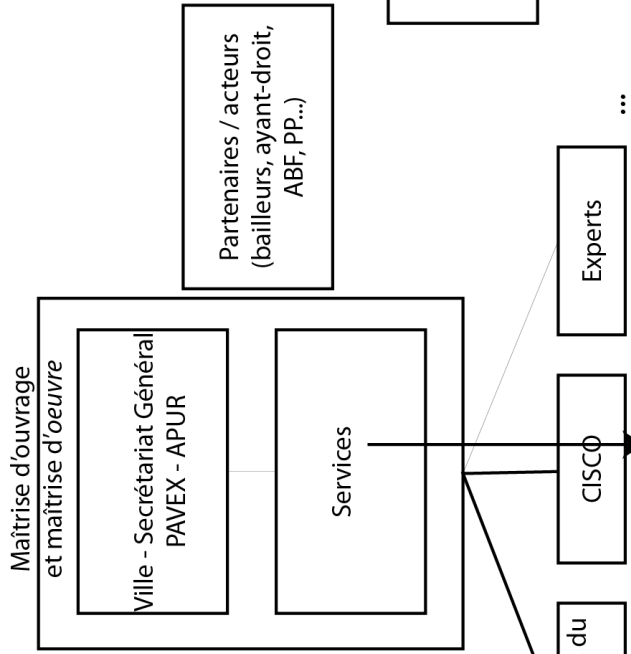 Maîtrise d'ouvrage
et maîtrise d'oeuvre
Ville - Secrétariat Général
PAVEX - APUR
Services
Partenaires / acteurs
(bailleurs, ayant-droit,
ABF, PP...)
du
CISCO
Experts
...